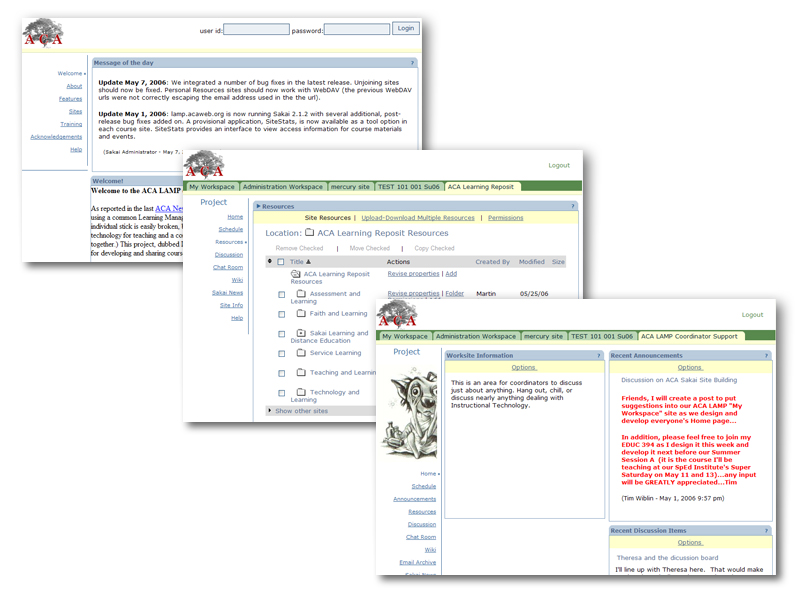 ACA
user id:
password:
Login
Welcome
About
Features
Sites
Training
Acknowledgements
Help
Message of the day
?
Update May 7, 2006: We integrated a number of bug fixes in the latest release. Unjoining sites
should now be fixed. Personal Resources sites should now work with WebDAV (the previous WebDAV
urls were not correctly escaping the email address used in the the url).
Update May 1, 2006: lamp.acaweb.org is now running Sakai 2.1.2 with several additional, post-
release bug fixes added on. A provisional application, SiteStats, is now available as a tool option in
each course site. SiteStats provides an interface to view access information for course materials
and events.
(Sakai Administrator - May 7,
Welcome!
Welcome to the ACA LAMP
As reported in the last ACA Ne
using a common Learning Manag
individual stick is easily broken, b
technology for teaching and a co
together.) This project, dubbed L
for developing and sharing cours
ACA
Logout
My Workspace
Administration Workspace
mercury site
TEST 101 001 Su06
ACA Learning Reposit
Project
Home
Schedule
Resources
Discussion
Chat Room
Wiki
Sakai News
Site Info
Help
Resources
?
Site Resources | Upload-Download Multiple Resources | Permissions
Location: ACA Learning Reposit Resources
Remove Checked | Move Checked | Copy Checked
Title Actions Created By Modified Size
ACA Learning Reposit
Resources
Revise properties | Add
Assessment and
Learning
Revise properties | Folder
Martin
05/25/06
Faith and Learning
Sakai Learning and
Distance Education
Service Learning
Teaching and Learnin
Technology and
Learning
Show other sites
ACA
Logout
My Workspace
Administration Workspace
mercury site
TEST 101 001 Su06
ACA LAMP Coordinator Support
Project
Home
Schedule
Announcements
Resources
Discussion
Chat Room
Wiki
Email Archive
Sakai News
Worksite Information
?
Options
This is an area for coordinators to discuss
just about anything. Hang out, chill, or
discuss nearly anything dealing with
Instructional Technology.
Recent Announcements
?
Options
Discussion on ACA Sakai Site Building
Friends, I will create a post to put
suggestions into our ACA LAMP "My
Workspace" site as we design and
develop everyone's Home page...
In addition, please feel free to join my
EDUC 394 as I design it this week and
develop it next before our Summer
Session A (it is the course I'll be
teaching at our SpEd Institute's Super
Saturday on May 11 and 13)...any input
will be GREATLY appreciated...Tim
(Tim Wiblin - May 1, 2006 9:57 pm)
Recent Discussion Items
?
Options
Theresa and the dicussion board
I'll line up with Theresa here. That would make